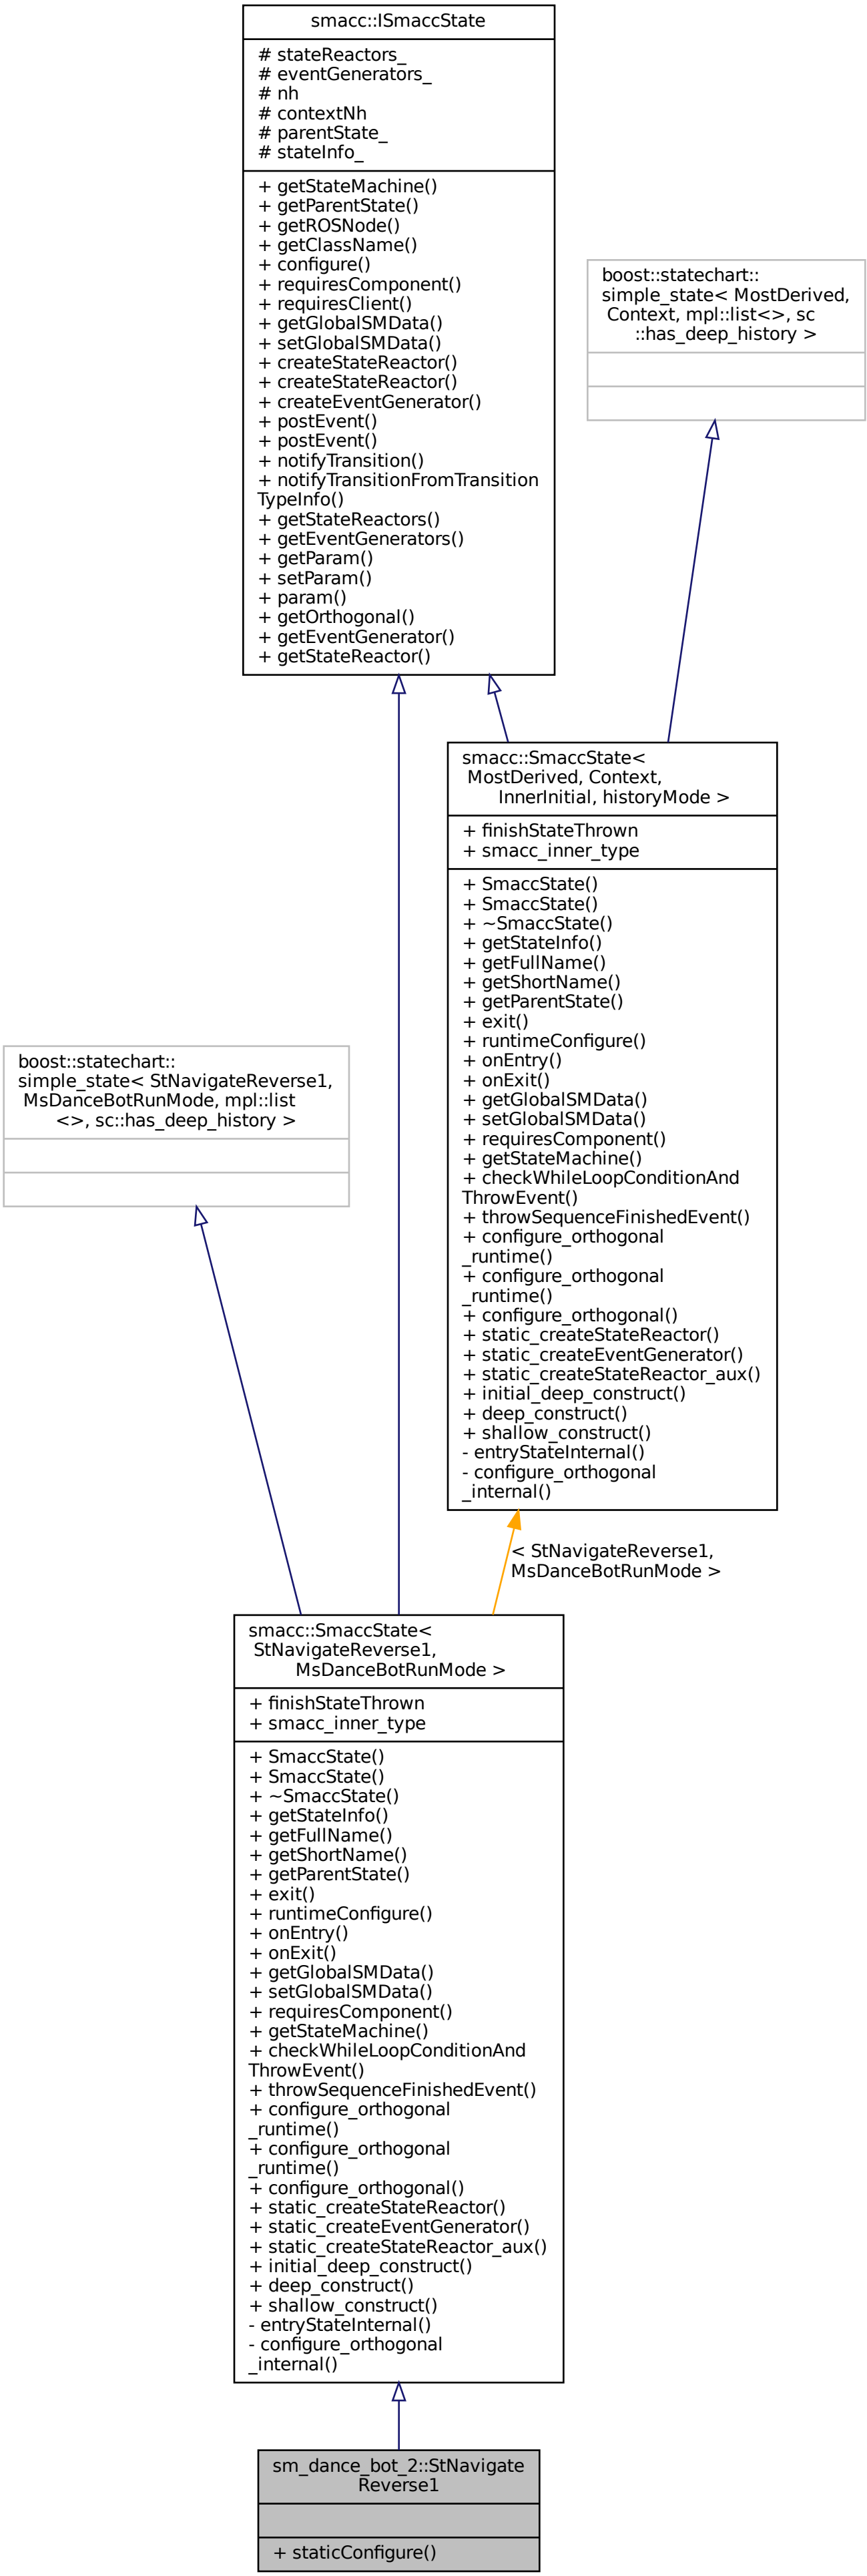 smacc::ISmaccState
# stateReactors_
# eventGenerators_
# nh
# contextNh
# parentState_
# stateInfo_
+ getStateMachine()
+ getParentState()
+ getROSNode()
+ getClassName()
+ configure()
+ requiresComponent()
+ requiresClient()
+ getGlobalSMData()
+ setGlobalSMData()
+ createStateReactor()
+ createStateReactor()
+ createEventGenerator()
+ postEvent()
+ postEvent()
+ notifyTransition()
+ notifyTransitionFromTransition
TypeInfo()
+ getStateReactors()
+ getEventGenerators()
+ getParam()
+ setParam()
+ param()
+ getOrthogonal()
+ getEventGenerator()
+ getStateReactor()
boost::statechart::
simple_state< MostDerived,
Context, mpl::list<>, sc
::has_deep_history >
smacc::SmaccState<
MostDerived, Context,
InnerInitial, historyMode >
+ finishStateThrown
+ smacc_inner_type
+ SmaccState()
+ SmaccState()
+ ~SmaccState()
+ getStateInfo()
+ getFullName()
+ getShortName()
+ getParentState()
+ exit()
+ runtimeConfigure()
+ onEntry()
+ onExit()
+ getGlobalSMData()
+ setGlobalSMData()
+ requiresComponent()
+ getStateMachine()
+ checkWhileLoopConditionAnd
ThrowEvent()
+ throwSequenceFinishedEvent()
+ configure_orthogonal
_runtime()
+ configure_orthogonal
_runtime()
+ configure_orthogonal()
+ static_createStateReactor()
+ static_createEventGenerator()
+ static_createStateReactor_aux()
+ initial_deep_construct()
+ deep_construct()
+ shallow_construct()
- entryStateInternal()
- configure_orthogonal
_internal()
boost::statechart::
simple_state< StNavigateReverse1,
MsDanceBotRunMode, mpl::list
<>, sc::has_deep_history >
< StNavigateReverse1,
MsDanceBotRunMode >
smacc::SmaccState<
StNavigateReverse1,
MsDanceBotRunMode >
+ finishStateThrown
+ smacc_inner_type
+ SmaccState()
+ SmaccState()
+ ~SmaccState()
+ getStateInfo()
+ getFullName()
+ getShortName()
+ getParentState()
+ exit()
+ runtimeConfigure()
+ onEntry()
+ onExit()
+ getGlobalSMData()
+ setGlobalSMData()
+ requiresComponent()
+ getStateMachine()
+ checkWhileLoopConditionAnd
ThrowEvent()
+ throwSequenceFinishedEvent()
+ configure_orthogonal
_runtime()
+ configure_orthogonal
_runtime()
+ configure_orthogonal()
+ static_createStateReactor()
+ static_createEventGenerator()
+ static_createStateReactor_aux()
+ initial_deep_construct()
+ deep_construct()
+ shallow_construct()
- entryStateInternal()
- configure_orthogonal
_internal()
sm_dance_bot_2::StNavigate
Reverse1
+ staticConfigure()